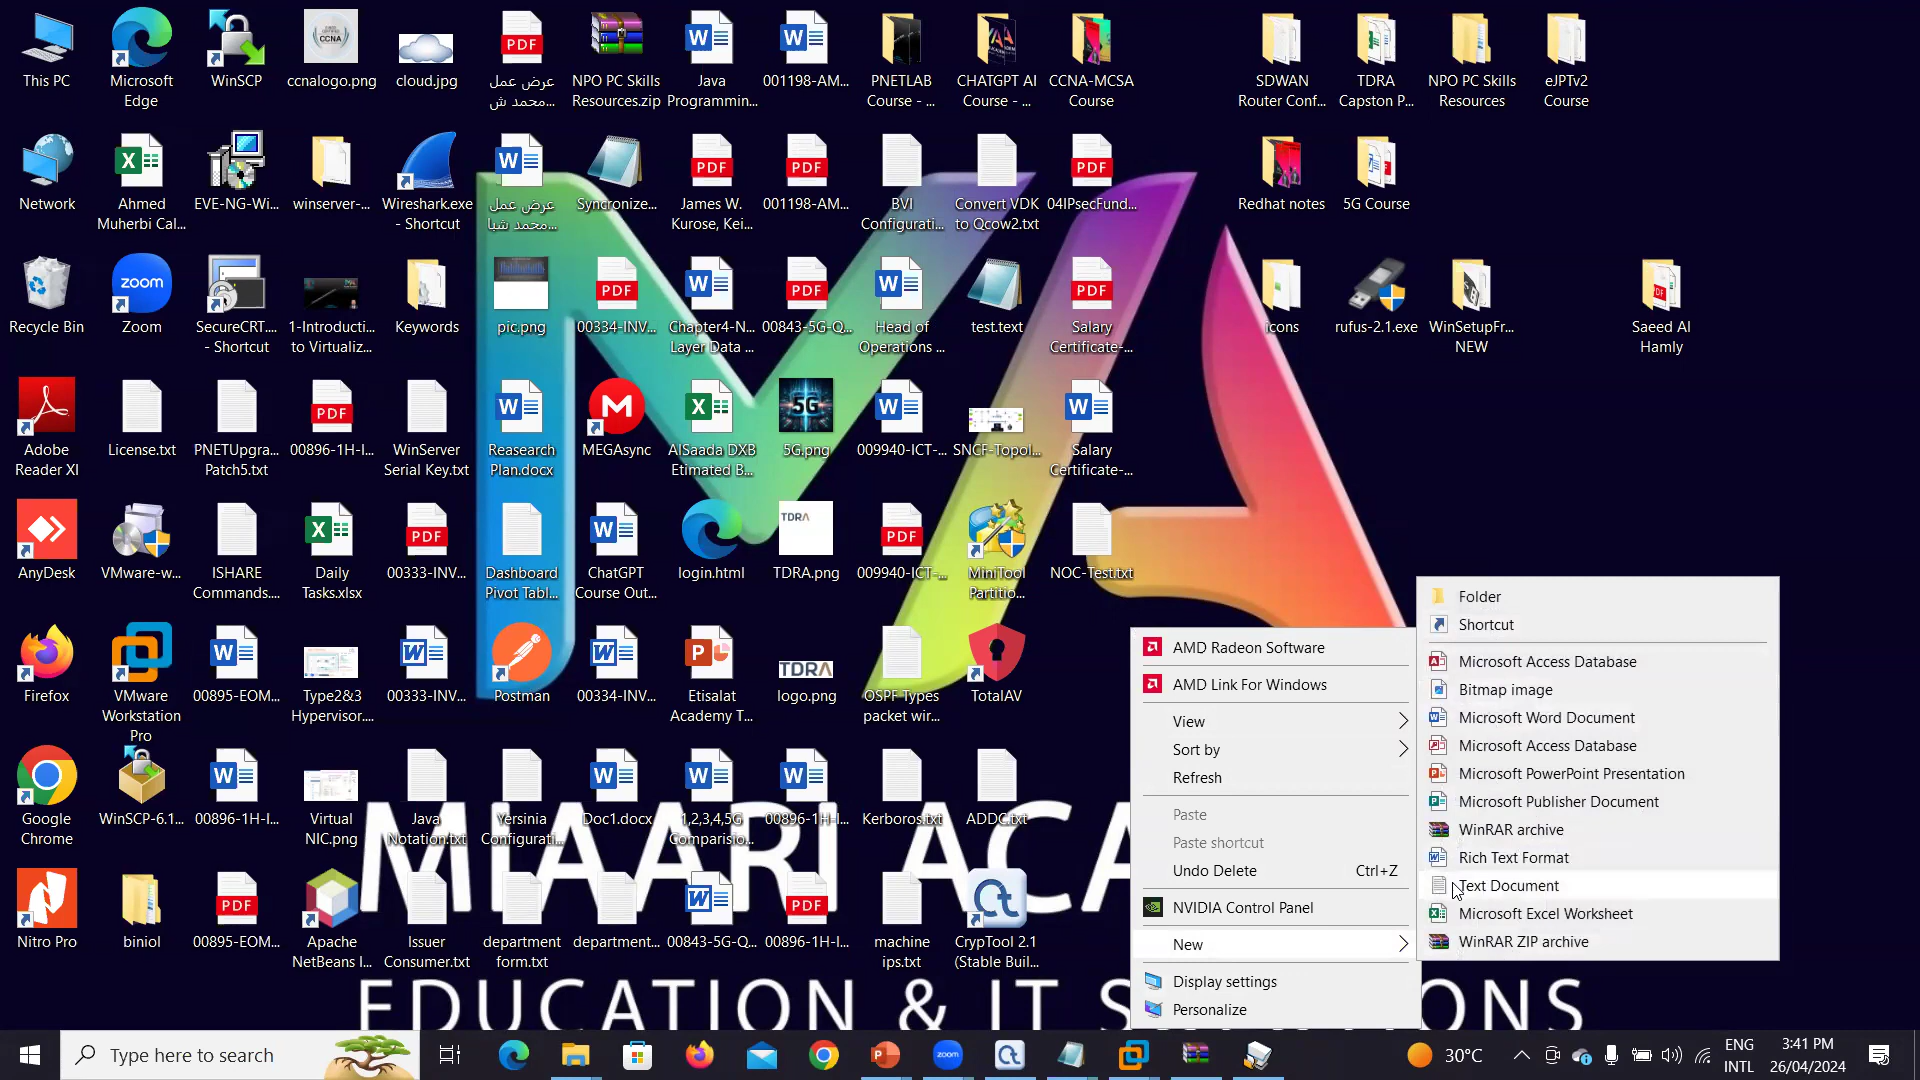 This PC
Microsoft
Edge
WinSCP
ccnalogo.png
cloud.jpg
عرض عمل
محمد ش...
NPO PC Skills
Resources.zip
Java
Programmin...
001198-AM...
PNETLAB
Course - ...
CHATGPT AI
Course - ...
CCNA-MCSA
Course
SDWAN
Router Conf...
TDRA
Capston P...
NPO PC Skills
Resources
eJPTv2
Course
Network
Ahmed
Muherbi Cal...
EVE-NG-Wi...
winserver-...
Wireshark.exe
- Shortcut
عرض عمل
محمد شبا...
Syncronize...
James W.
Kurose, Kei...
001198-AM...
BVI
Configurati...
Convert VDK
to Qcow2.txt
04IPsecFund...
Redhat notes
5G Course
Recycle Bin
Zoom
SecureCRT....
- Shortcut
1-Introducti...
to Virtualiz...
Keywords
pic.png
00334-INV...
Chapter4-N...
Layer Data ...
00843-5G-Q...
Head of
Operations ...
test.text
Salary
Certificate-...
icons
rufus-2.1.exe
WinSetupFr...
NEW
Saeed Al
Hamly
Adobe
Reader XI
License.txt
PNETUpgra...
Patch5.txt
00896-1H-I...
WinServer
Serial Key.txt
Reasearch
Plan.docx
MEGAsync
AlSaada DXB
Etimated B...
5G.png
009940-ICT-...
SNCF-Topol...
Salary
Certificate-...
AnyDesk
VMware-w...
ISHARE
Commands....
Daily
Tasks.xlsx
00333-INV...
Dashboard
Pivot Tabl...
ChatGPT
Course Out...
login.html
TDRA
TDRA.png
009940-ICT-...
MiniTool
Partitio...
NOC-Test.txt
Firefox
VMware
Workstation
Pro
00895-EOM...
Type2&3
Hypervisor....
00333-INV...
Postman
00334-INV...
Etisalat
Academy T...
TDRA
logo.png
OSPF Types
packet wir...
TotalAV
Google
Chrome
WinSCP-6.1...
00896-1H-I...
Virtual
NIC.png
Java
Notation.txt
Yersinia
Configurati...
Doc1.docx
1,2,3,4,5G
Comparisio...
00896-1H-I...
Kerboros.txt
ADDC.txt
Nitro Pro
biniol
00895-EOM...
Apache
NetBeans I...
Issuer
Consumer.txt
department
form.txt
department...
00843-5G-Q...
00896-1H-I...
machine
ips.txt
CrypTool 2.1
(Stable Buil...
MIAARI ACA
EDUCATION & IT S
ONS
AMD Radeon Software
AMD Link For Windows
View
Sort by
Refresh
Paste
Paste shortcut
Undo Delete Ctrl+Z
NVIDIA Control Panel
New
Display settings
Personalize
Folder
Shortcut
Microsoft Access Database
Bitmap image
Microsoft Word Document
Microsoft Access Database
Microsoft PowerPoint Presentation
Microsoft Publisher Document
WinRAR archive
Rich Text Format
Text Document
Microsoft Excel Worksheet
WinRAR ZIP archive
Type here to search
30°C
ENG
INTL
3:41 PM
26/04/2024